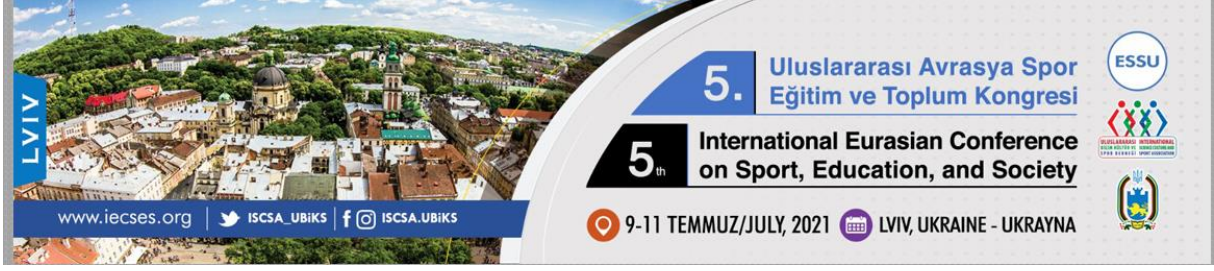 LVIV
www.iecses.org
ISCSA_UBiKS
ISCSA.UBiKS
5.
Uluslararası Avrasya Spor
Eğitim ve Toplum Kongresi
5th
International Eurasian Conference
on Sport, Education, and Society
9-11 TEMMUZ/JULY, 2021
LVIV, UKRAINE - UKRAYNA
ESSU